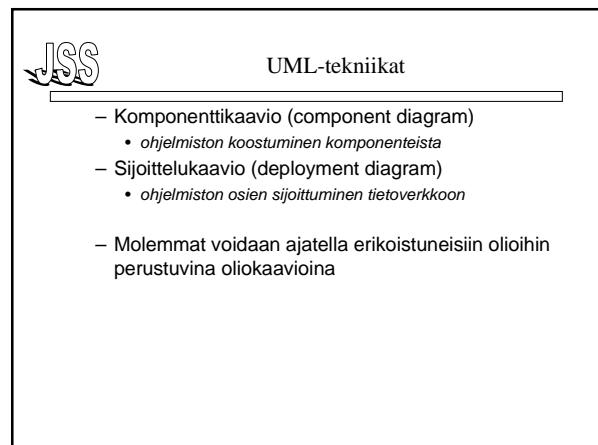 JSS
UML-tekniikat
– Komponenttikaavio (component diagram)
• ohjelmiston koostuminen komponenteista
– Sijoittelukaavio (deployment diagram)
• ohjelmiston osien sijoittuminen tietoverkkoon
– Molemmat voidaan ajatella erikoistuneisiin olioihin
perustuvina oliokaavioina